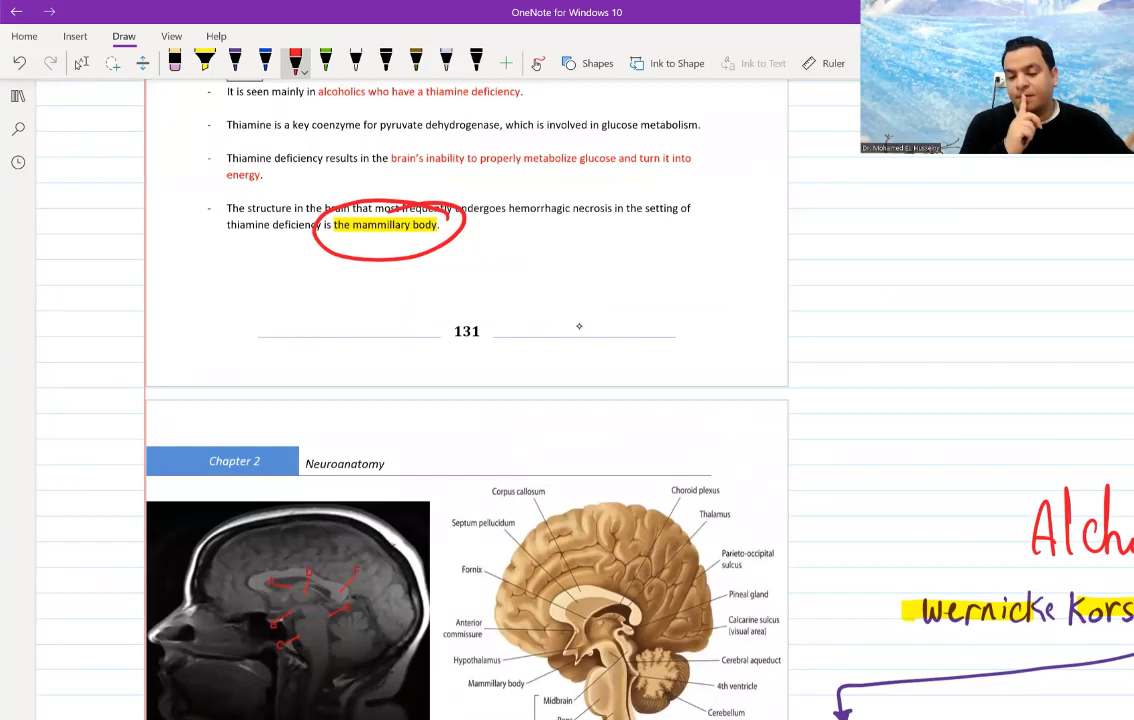 OneNote for Windows 10
Home Insert Draw View Help
Shapes Ink to Shape Ink to Text Ruler
Dr. Mohamed EL Husseiny
- It is seen mainly in alcoholics who have a thiamine deficiency.
- Thiamine is a key coenzyme for pyruvate dehydrogenase, which is involved in glucose metabolism.
- Thiamine deficiency results in the brain's inability to properly metabolize glucose and turn it into
energy.
- The structure in the brain that most frequently undergoes hemorrhagic necrosis in the setting of
thiamine deficiency is the mammillary body.
131
Chapter 2 Neuroanatomy
A
D
F
B
C
Corpus callosum
Septum pellucidum
Fornix
Anterior
commissure
Hypothalamus
Mammillary body
Midbrain
Choroid plexus
Thalamus
Parieto-occipital
sulcus
Pineal gland
Calcarine sulcus
(visual area)
Cerebral aqueduct
4th ventricle
Cerebellum
Alcho
wernicke Kors